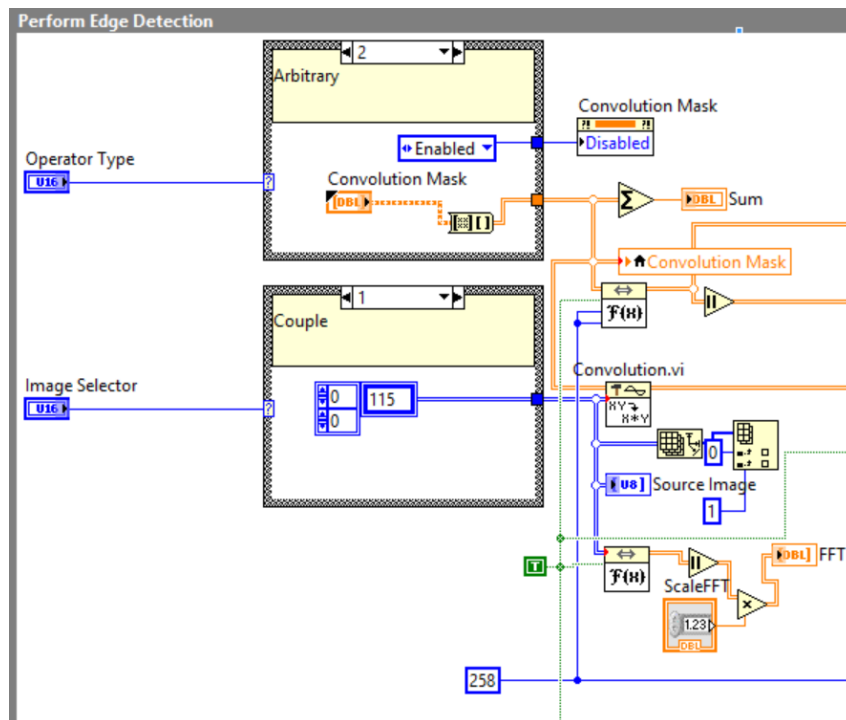 Perform Edge Detection
2
Arbitrary
Convolution Mask
?! ?!
Enabled
Disabled
Operator Type
U16
?
Convolution Mask
[DBL]
[ ]
Σ
DBL
Sum
Convolution Mask
1
Couple
F(x)
Convolution.vi
Image Selector
U16
?
0
115
0
XY
X*Y
0
U8]
Source Image
1
T
F(x)
DBL]
FFT
ScaleFFT
x
1.23
DBL
258